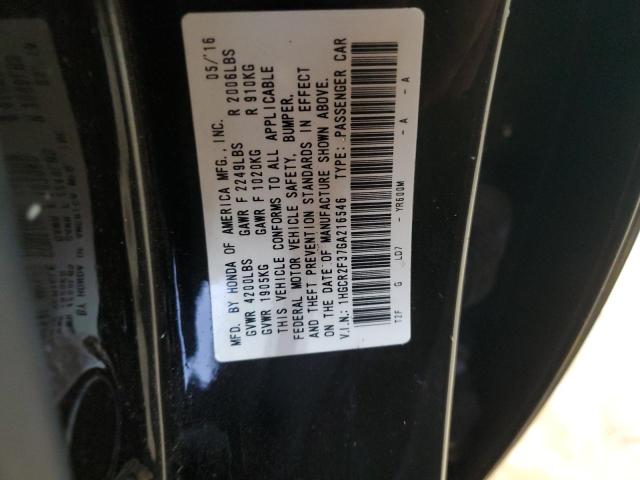 MFD. BY HONDA OF AMERICA MFG., INC. 05/'16
GVWR 4200LBS GAWR F 2249LBS R 2006LBS
GVWR 1905KG GAWR F 1020KG R 910KG
THIS VEHICLE CONFORMS TO ALL APPLICABLE
FEDERAL MOTOR VEHICLE SAFETY, BUMPER,
AND THEFT PREVENTION STANDARDS IN EFFECT
ON THE DATE OF MANUFACTURE SHOWN ABOVE.
V.I.N.: 1HGCR2F37GA216546 TYPE: PASSENGER CAR
T2F G LD7 - YR600M - A - A